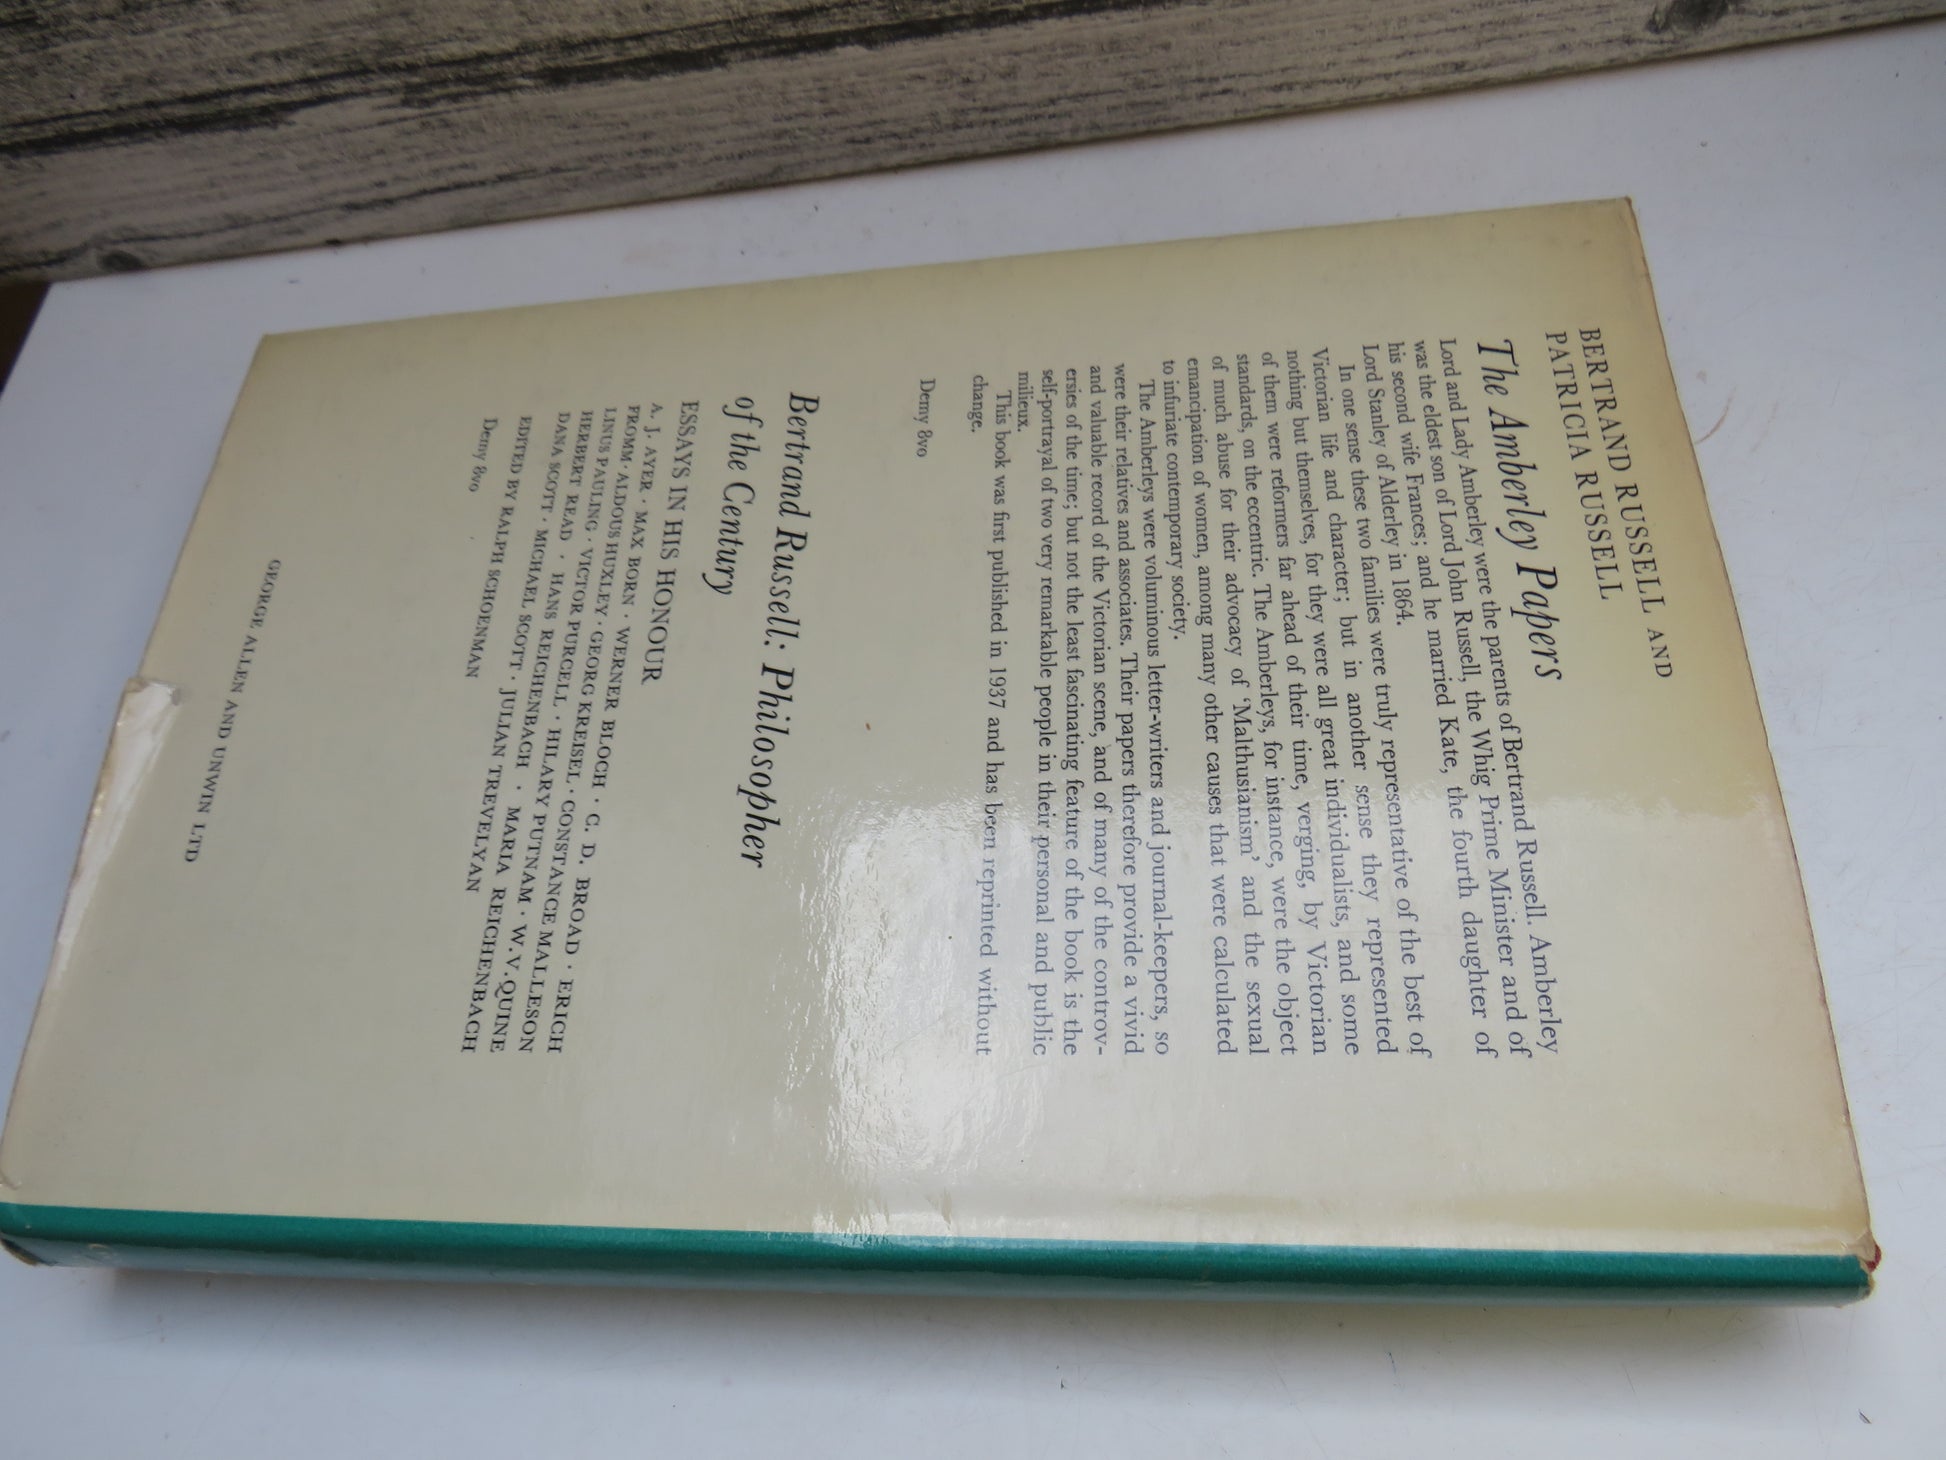 BERTRAND RUSSELL AND
PATRICIA RUSSELL
The Amberley Papers
Lord and Lady Amberley were the parents of Bertrand Russell. Amberley
was the eldest son of Lord John Russell, the Whig Prime Minister and of
his second wife Frances; and he married Kate, the fourth daughter of
Lord Stanley of Alderley in 1864.
In one sense these two families were truly representative of the best of
Victorian life and character; but in another sense they represented
nothing but themselves, for they were all great individualists, and some
of them were reformers far ahead of their time, verging, by Victorian
standards, on the eccentric. The Amberleys, for instance, were the object
of much abuse for their advocacy of 'Malthusianism' and the sexual
emancipation of women, among many other causes that were calculated
to infuriate contemporary society.
The Amberleys were voluminous letter-writers and journal-keepers, so
were their relatives and associates. Their papers therefore provide a vivid
and valuable record of the Victorian scene, and of many of the controv-
ersies of the time; but not the least fascinating feature of the book is the
self-portrayal of two very remarkable people in their personal and public
milieux.
This book was first published in 1937 and has been reprinted without
change.
Demy 8vo
Bertrand Russell: Philosopher
of the Century
ESSAYS IN HIS HONOUR
A. J. AYER · MAX BORN · WERNER BLOCH · C. D. BROAD · ERICH
FROMM · ALDOUS HUXLEY · GEORG KREISEL · CONSTANCE MALLESON
LINUS PAULING · VICTOR PURCELL · HILARY PUTNAM · W. V. QUINE
HERBERT READ · HANS REICHENBACH · MARIA REICHENBACH
DANA SCOTT · MICHAEL SCOTT · JULIAN TREVELYAN
EDITED BY RALPH SCHOENMAN
Demy 8vo
GEORGE ALLEN AND UNWIN LTD